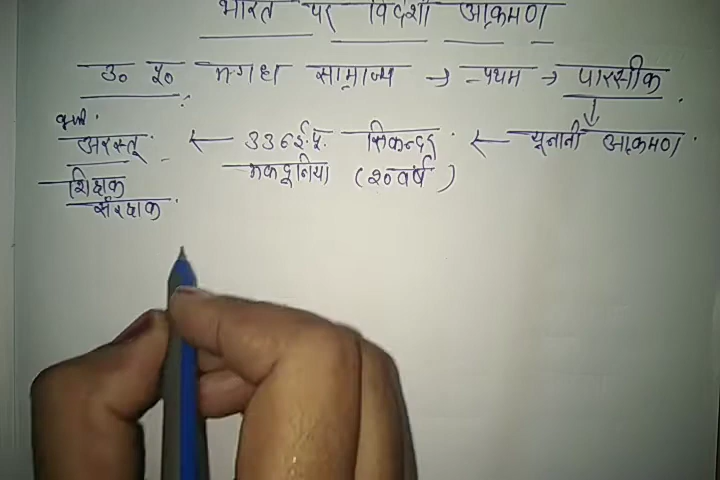 भारत पर विदेशी आक्रमण
उ० पू० मगध साम्राज्य → प्रथम → पारसीक
↓
अरस्तू ← 336ई.पू. सिकन्दर ← यूनानी आक्रमण
शिक्षक मकदूनिया (20वर्ष)
संरक्षक